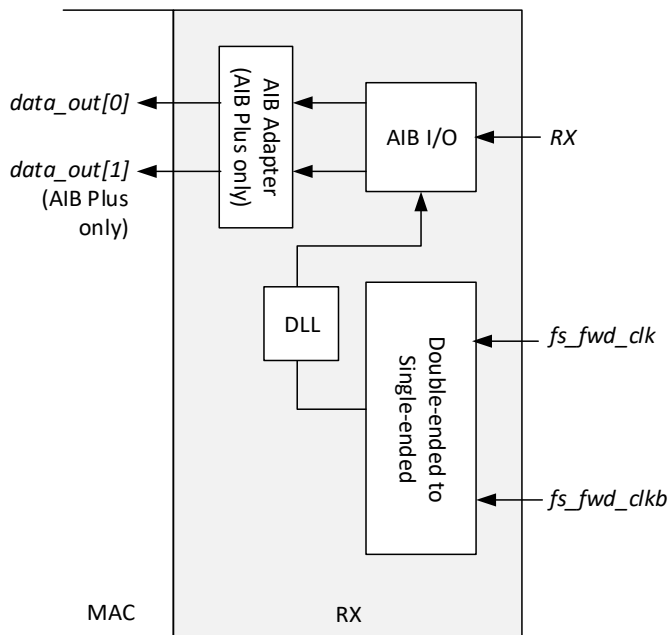 data_out[0]
data_out[1]
(AIB Plus
only)
AIB Adapter
(AIB Plus only)
AIB I/O
RX
DLL
Double-ended to
Single-ended
fs_fwd_clk
fs_fwd_clkb
MAC
RX